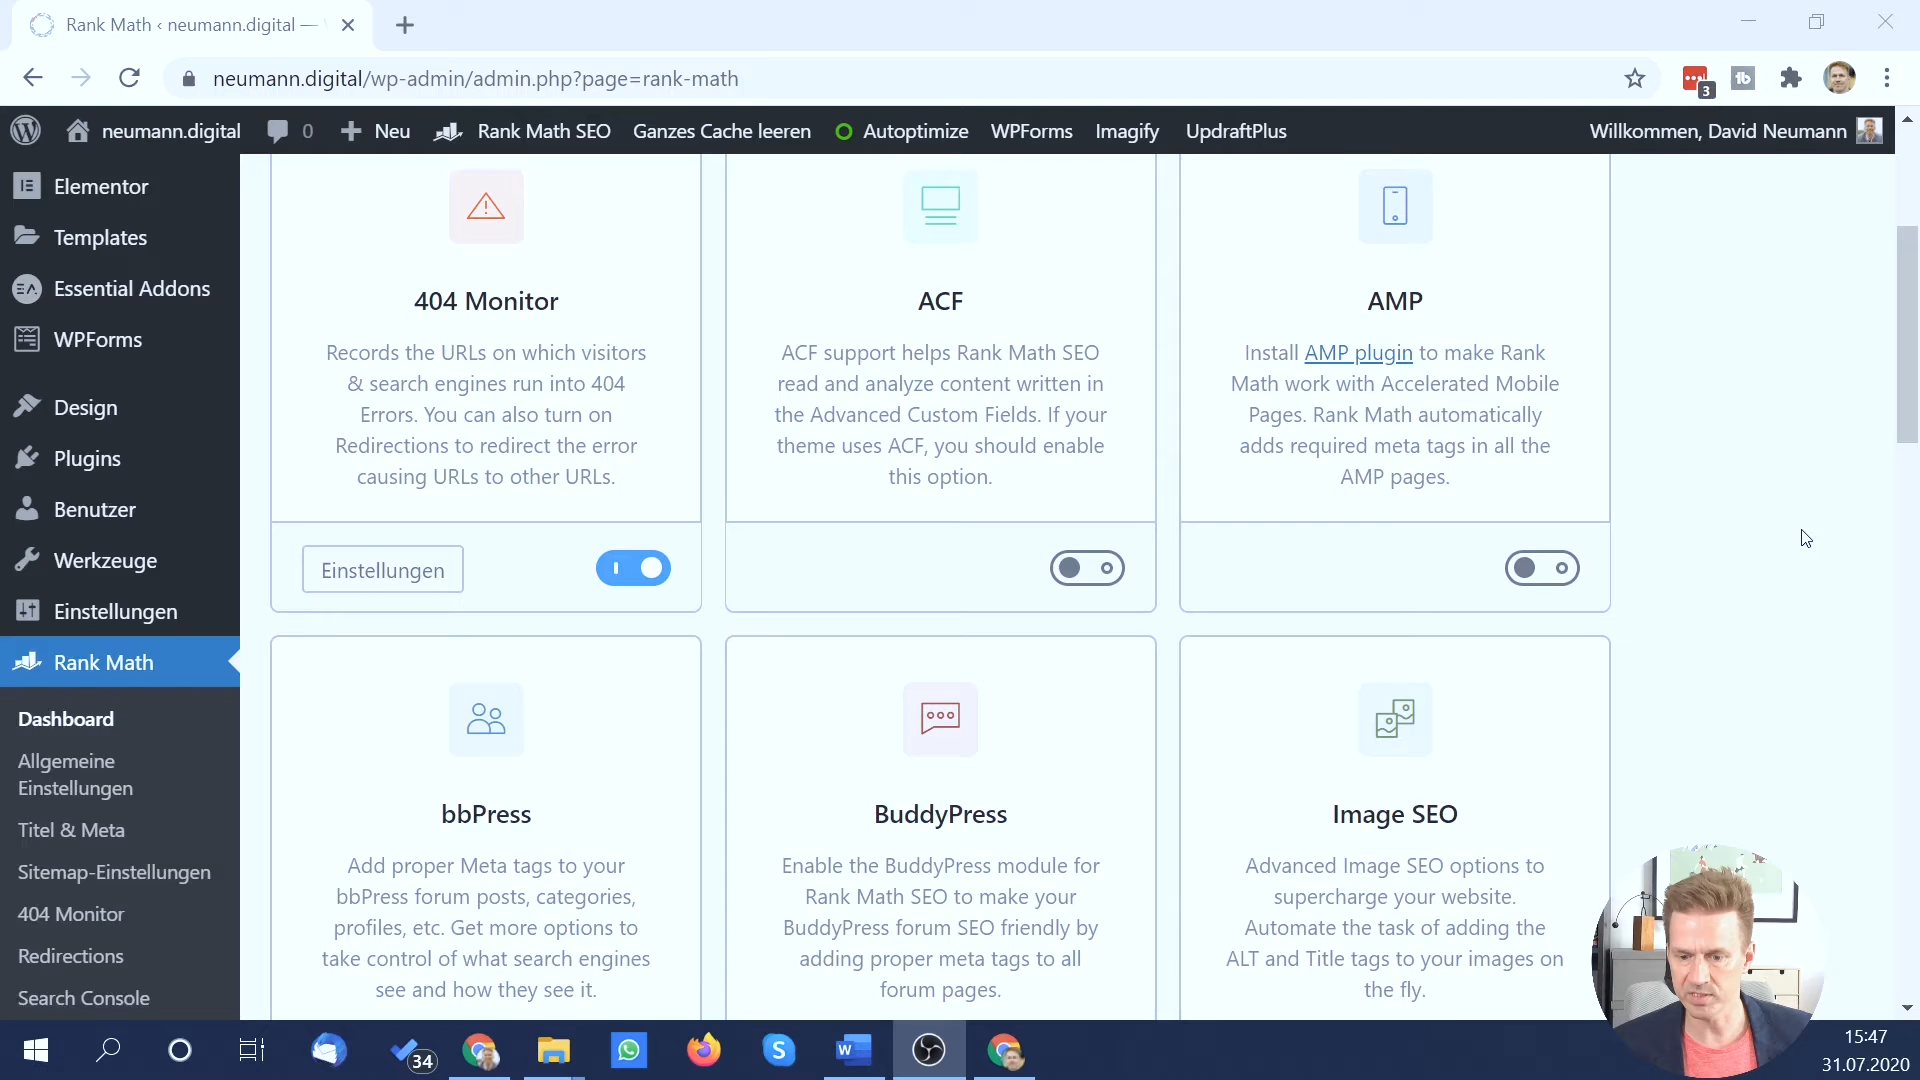 Rank Math ‹ neumann.digital —
neumann.digital/wp-admin/admin.php?page=rank-math
3
neumann.digital
0
Neu
Rank Math SEO
Ganzes Cache leeren
Autoptimize
WPForms
Imagify
UpdraftPlus
Willkommen, David Neumann
Elementor
Templates
Essential Addons
WPForms
Design
Plugins
Benutzer
Werkzeuge
Einstellungen
Rank Math
Dashboard
Allgemeine
Einstellungen
Titel & Meta
Sitemap-Einstellungen
404 Monitor
Redirections
Search Console
404 Monitor
Records the URLs on which visitors
& search engines run into 404
Errors. You can also turn on
Redirections to redirect the error
causing URLs to other URLs.
Einstellungen
ACF
ACF support helps Rank Math SEO
read and analyze content written in
the Advanced Custom Fields. If your
theme uses ACF, you should enable
this option.
AMP
Install AMP plugin to make Rank
Math work with Accelerated Mobile
Pages. Rank Math automatically
adds required meta tags in all the
AMP pages.
bbPress
Add proper Meta tags to your
bbPress forum posts, categories,
profiles, etc. Get more options to
take control of what search engines
see and how they see it.
BuddyPress
Enable the BuddyPress module for
Rank Math SEO to make your
BuddyPress forum SEO friendly by
adding proper meta tags to all
forum pages.
Image SEO
Advanced Image SEO options to
supercharge your website.
Automate the task of adding the
ALT and Title tags to your images on
the fly.
34
15:47
31.07.2020